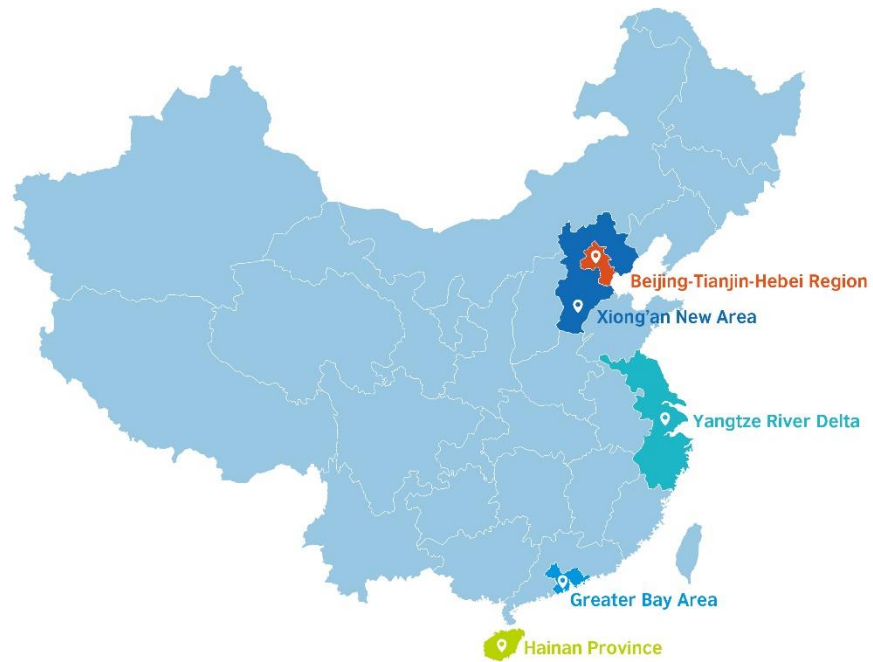 Beijing-Tianjin-Hebei Region
Xiong'an New Area
Yangtze River Delta
Greater Bay Area
Hainan Province